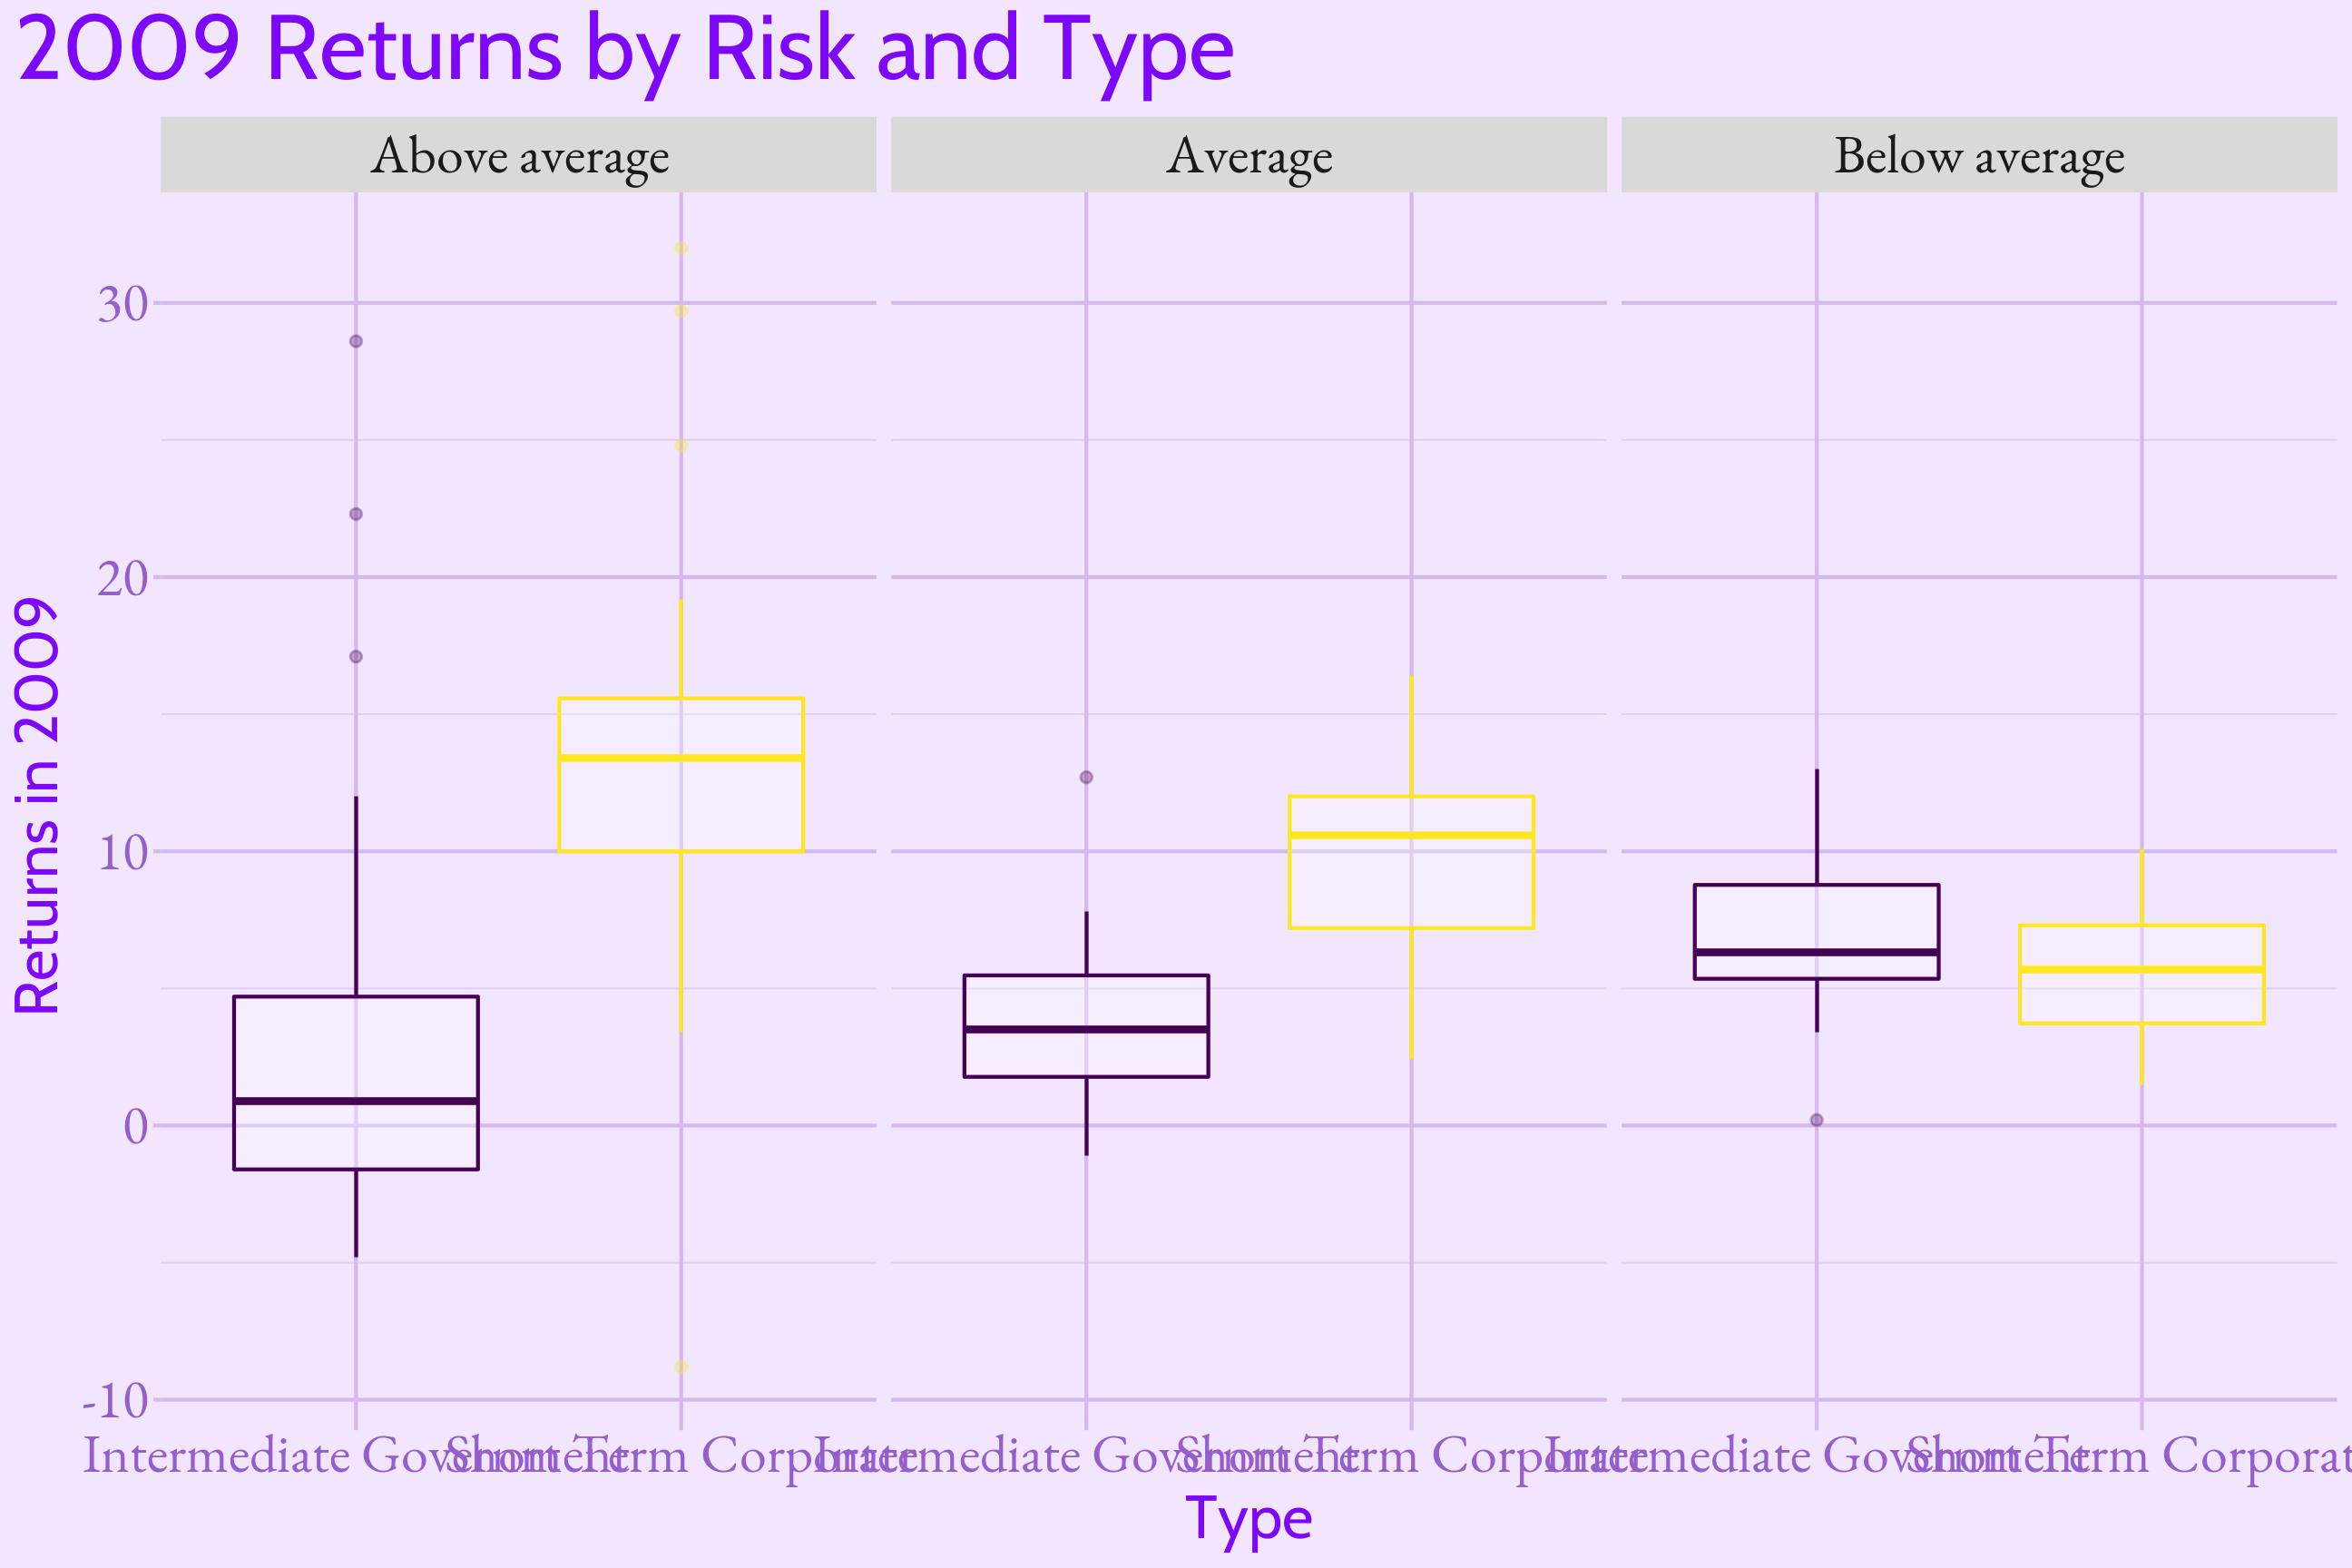 2009 Returns by Risk and Type
Above average Average Below average
30
20
10
0
-10
Returns in 2009
Intermediate Government Short Term Corporate Intermediate Government Short Term Corporate Intermediate Government Short Term Corporat
Type